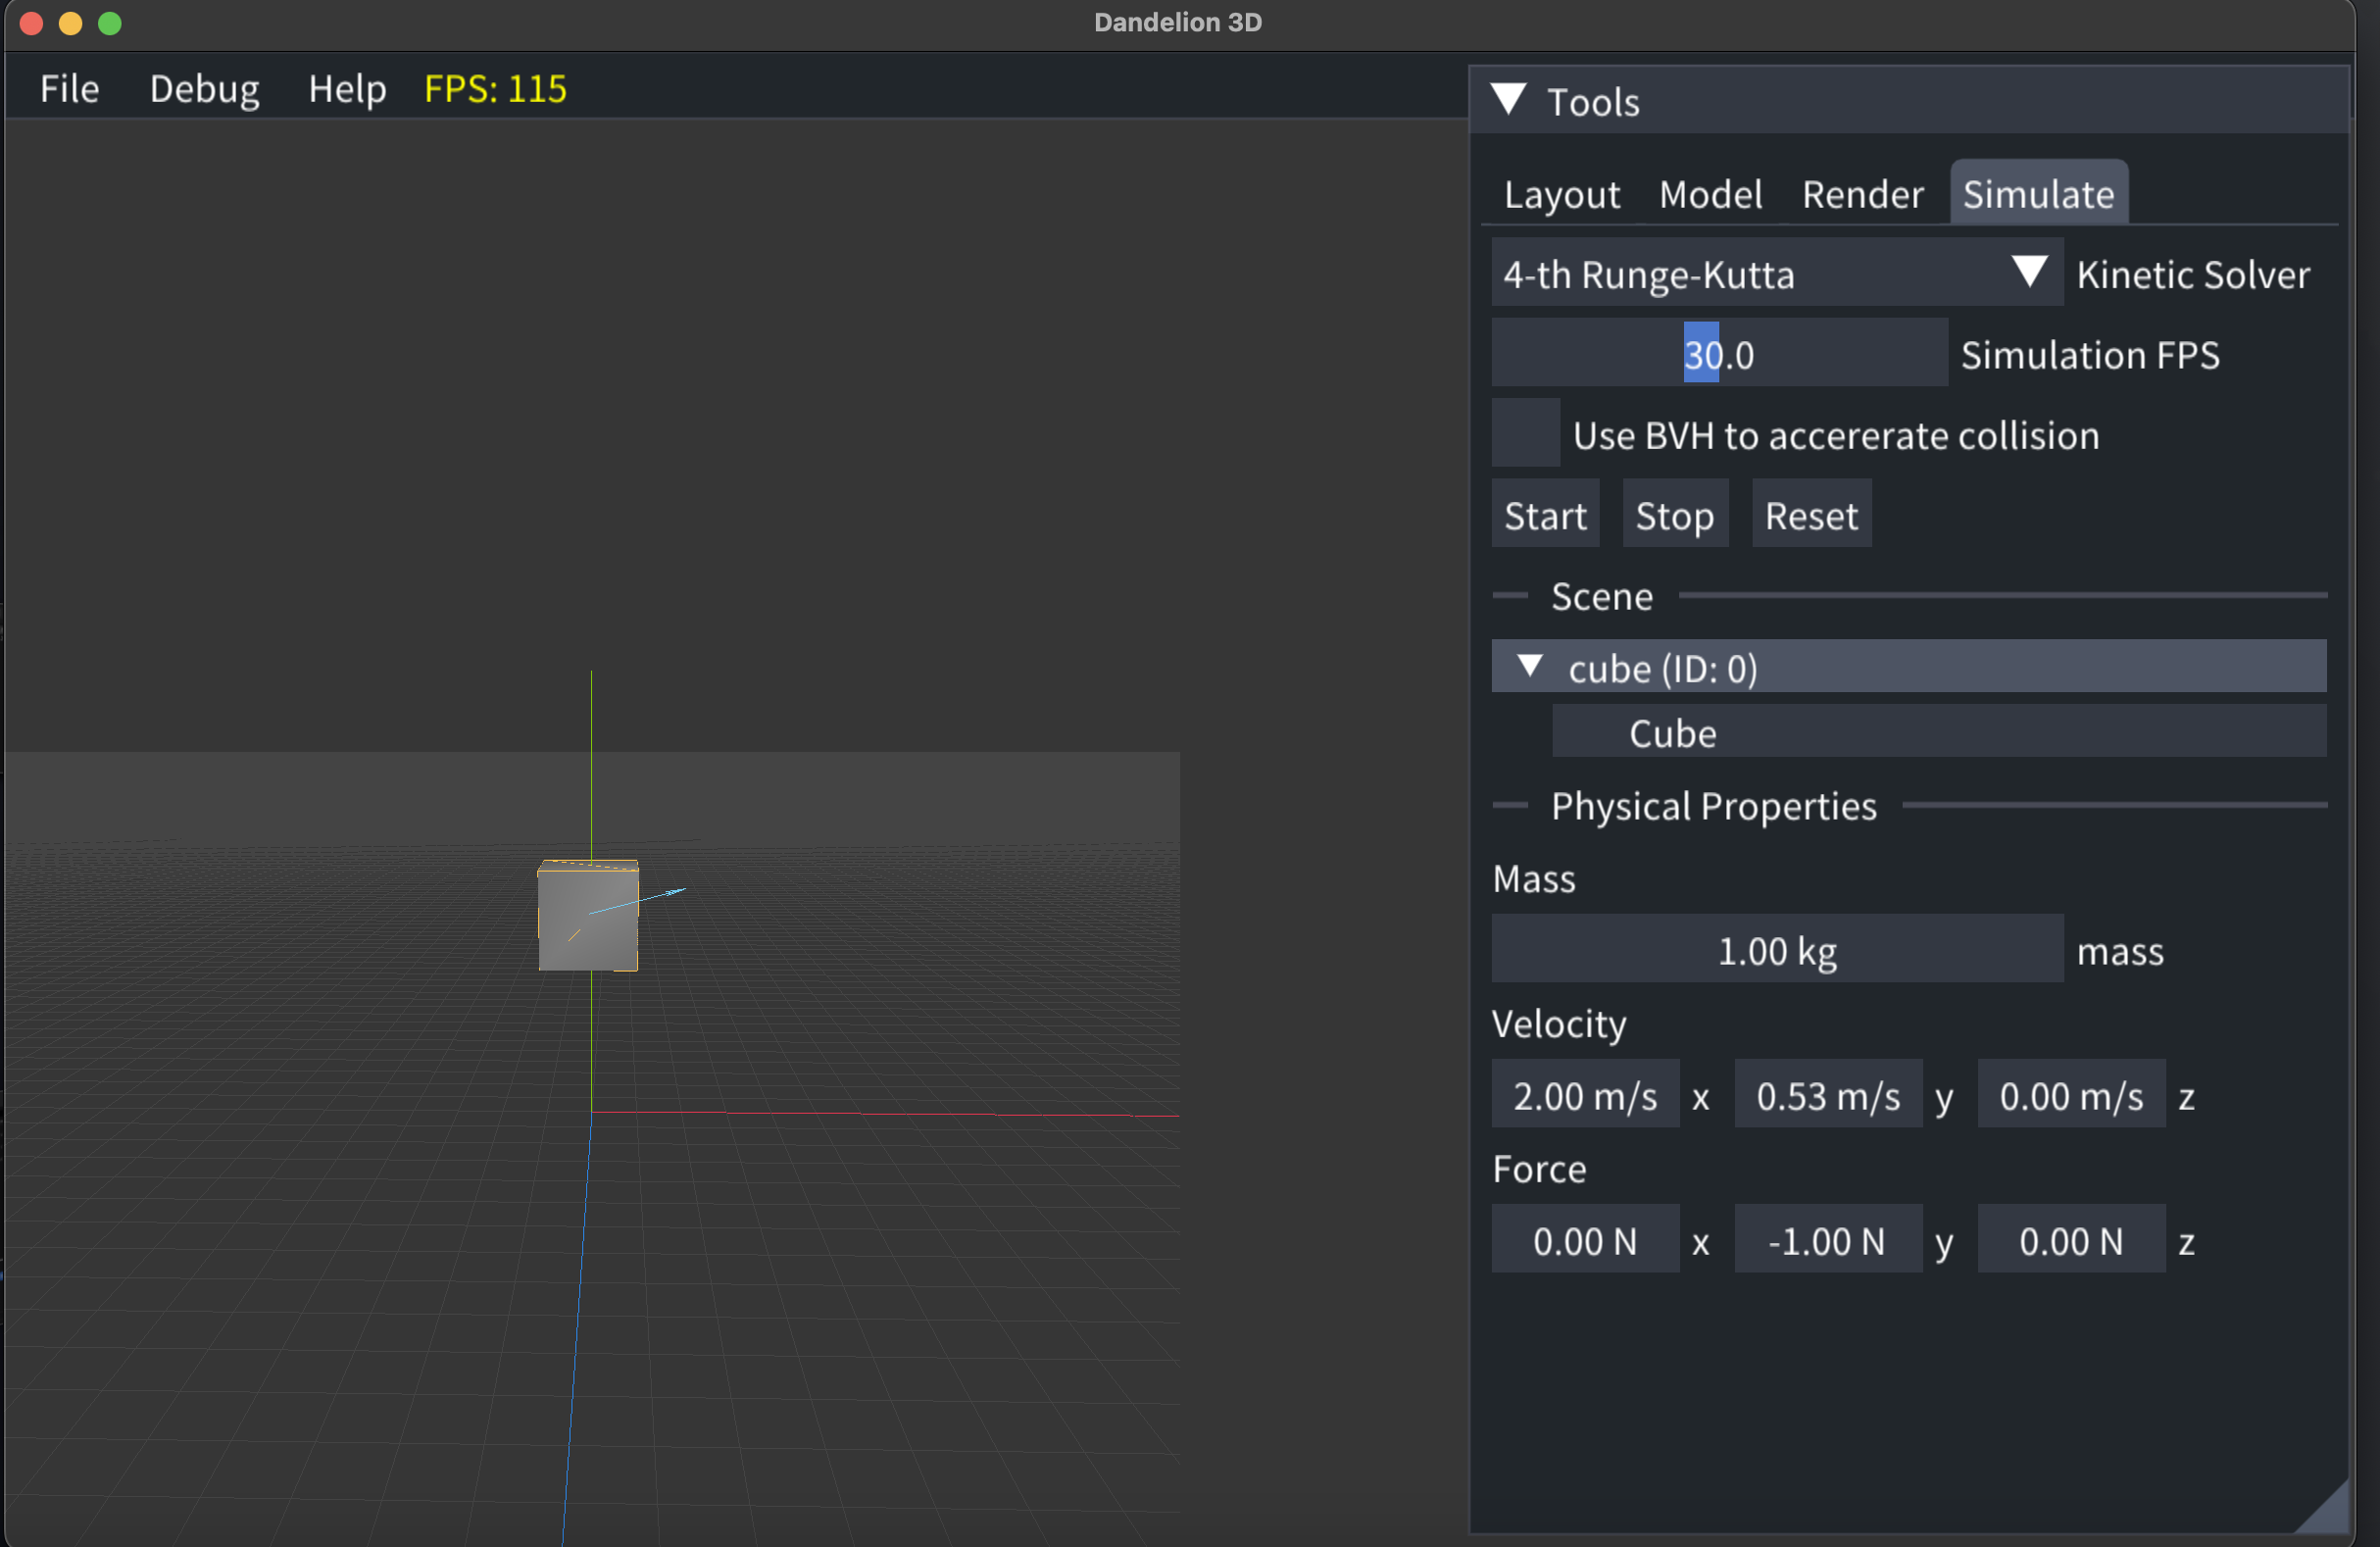 Dandelion 3D
File Debug Help FPS: 115
Tools
Layout Model Render Simulate
4-th Runge-Kutta Kinetic Solver
30.0 Simulation FPS
Use BVH to accererate collision
Start Stop Reset
Scene
cube (ID: 0)
Cube
Physical Properties
Mass
1.00 kg mass
Velocity
2.00 m/s x 0.53 m/s y 0.00 m/s z
Force
0.00 N x -1.00 N y 0.00 N z